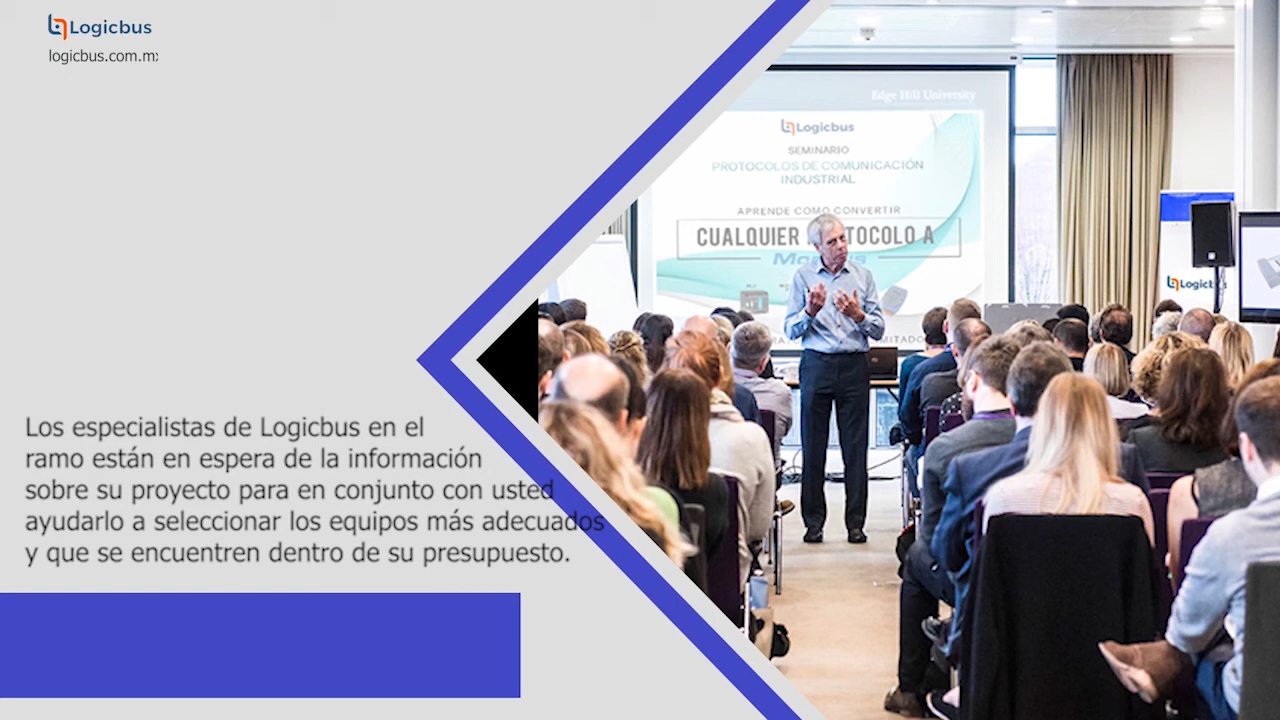 Logicbus
logicbus.com.mx
Edge Hill University
Logicbus
SEMINARIO
PROTOCOLOS DE COMUNICACIÓN
INDUSTRIAL
APRENDE COMO CONVERTIR
CUALQUIER TOCOLO A
Logicbus
Los especialistas de Logicbus en el
ramo están en espera de la información
sobre su proyecto para en conjunto con usted
ayudarlo a seleccionar los equipos más adecuados
y que se encuentren dentro de su presupuesto.